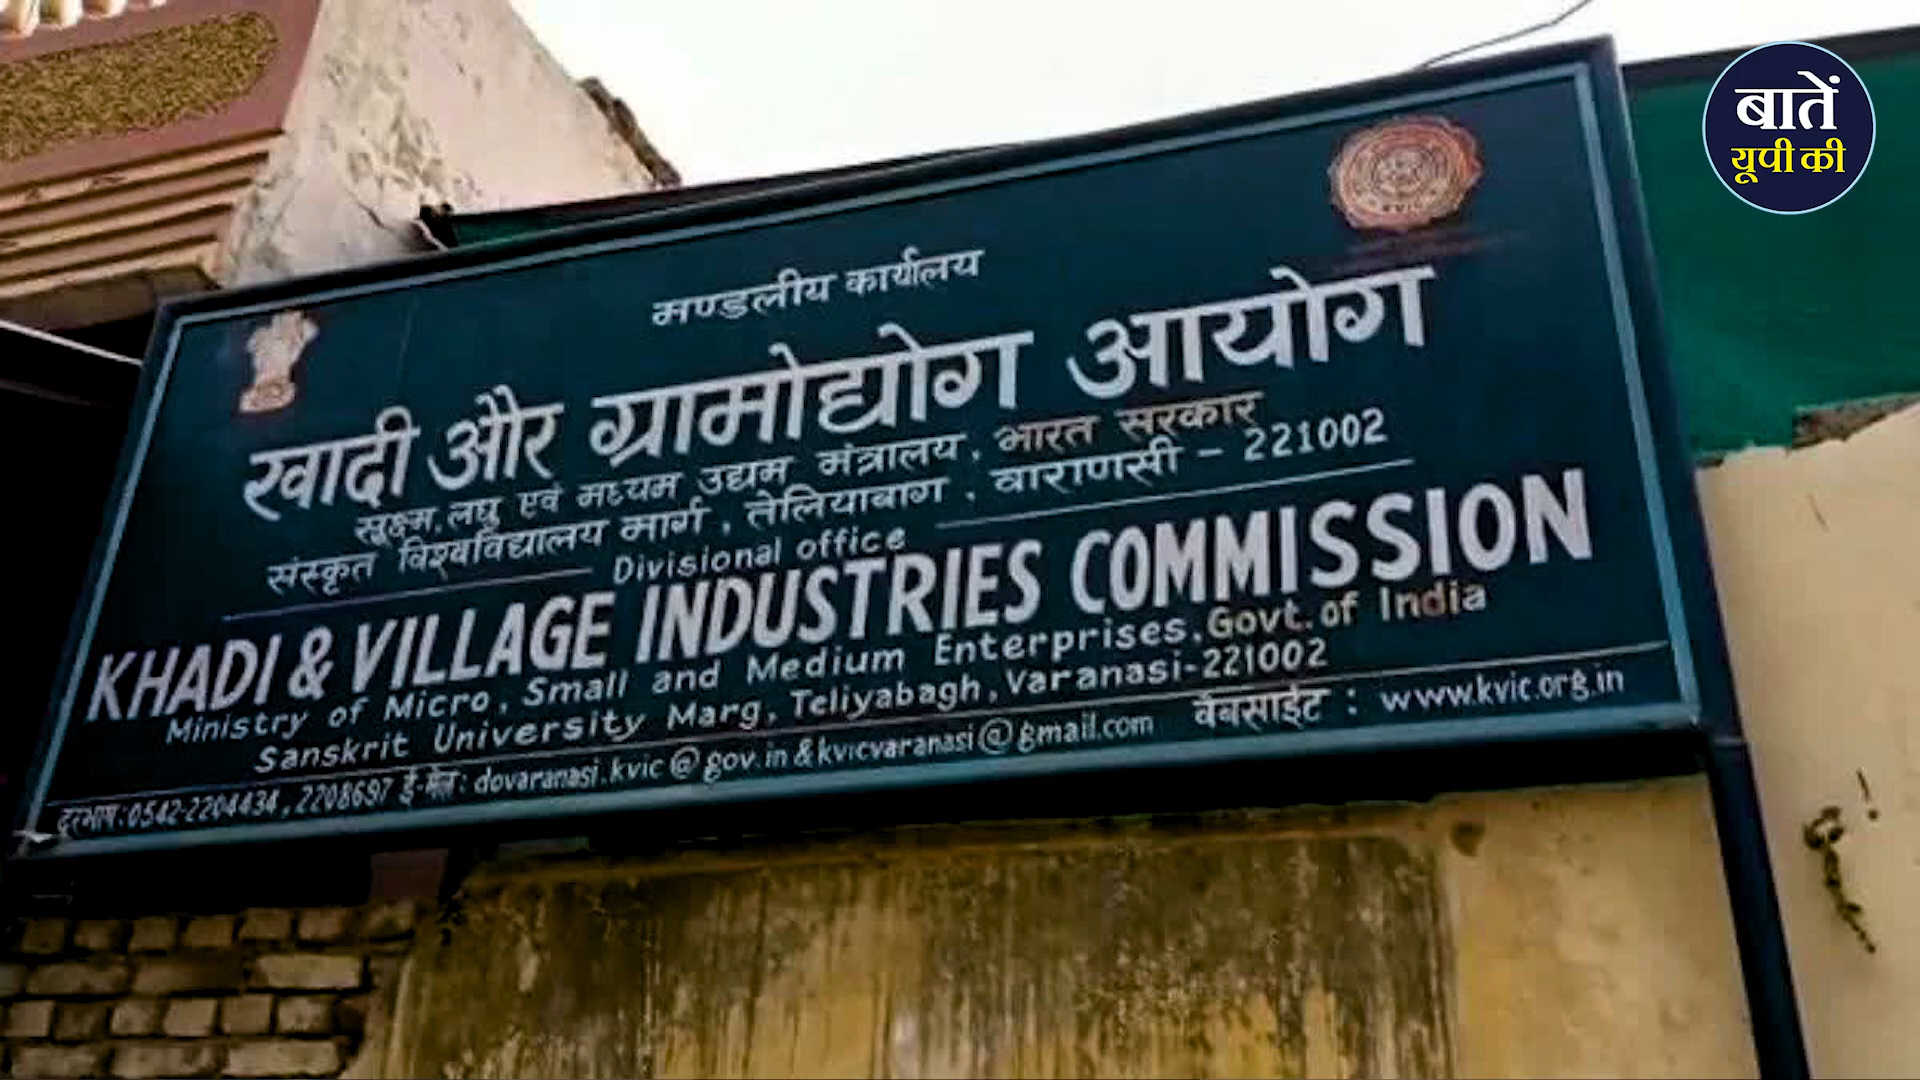 बातें
यूपी की
मण्डलीय कार्यालय
खादी और ग्रामोद्योग आयोग
सूक्ष्म, लघु एवं मध्यम उद्यम मंत्रालय, भारत सरकार
संस्कृत विश्वविद्यालय मार्ग, तेलियाबाग, वाराणसी - 221002
Divisional office
KHADI & VILLAGE INDUSTRIES COMMISSION
Ministry of Micro, Small and Medium Enterprises, Govt. of India
Sanskrit University Marg, Teliyabagh, Varanasi-221002
दूरभाष: 0542-2204434, 2208697 ई-मेल: dovaranasi.kvic@gov.in & kvicvaranasi@gmail.com वेबसाईट : www.kvic.org.in